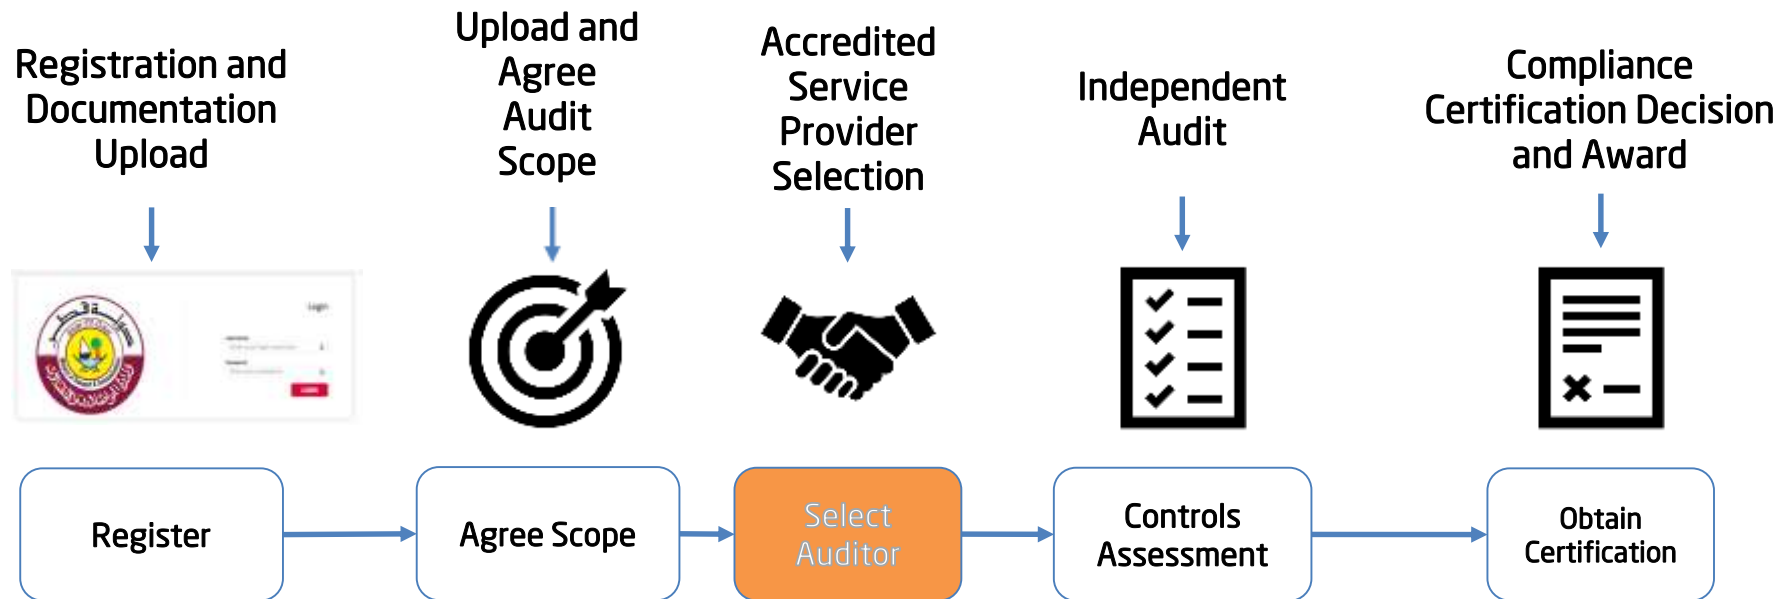 Registration and
Documentation
Upload
Upload and
Agree
Audit
Scope
Accredited
Service
Provider
Selection
Independent
Audit
Compliance
Certification Decision
and Award
Login
Register
Agree Scope
Select
Auditor
Controls
Assessment
Obtain
Certification